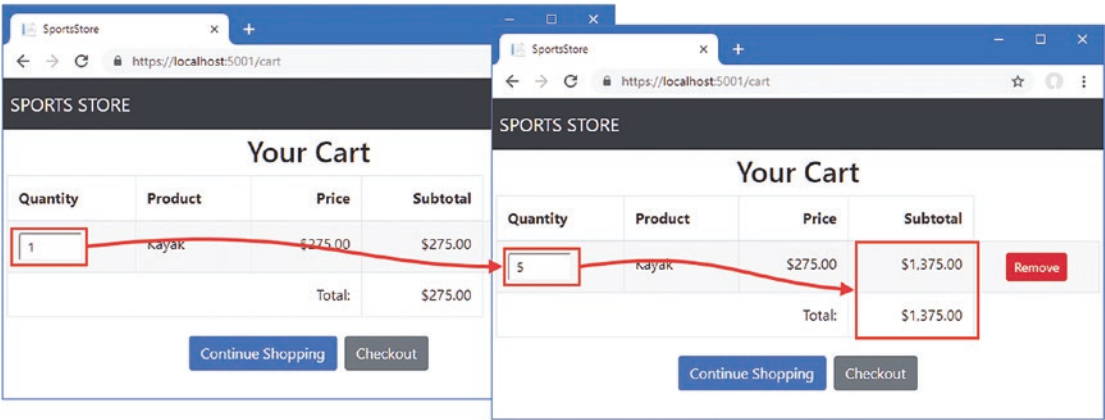 SportsStore
https://localhost:5001/cart
SPORTS STORE
Your Cart
Quantity Product Price Subtotal
1 Kayak $275.00 $275.00
Total: $275.00
Continue Shopping Checkout
SportsStore
https://localhost:5001/cart
SPORTS STORE
Your Cart
Quantity Product Price Subtotal
5 Kayak $275.00 $1,375.00 Remove
Total: $1,375.00
Continue Shopping Checkout